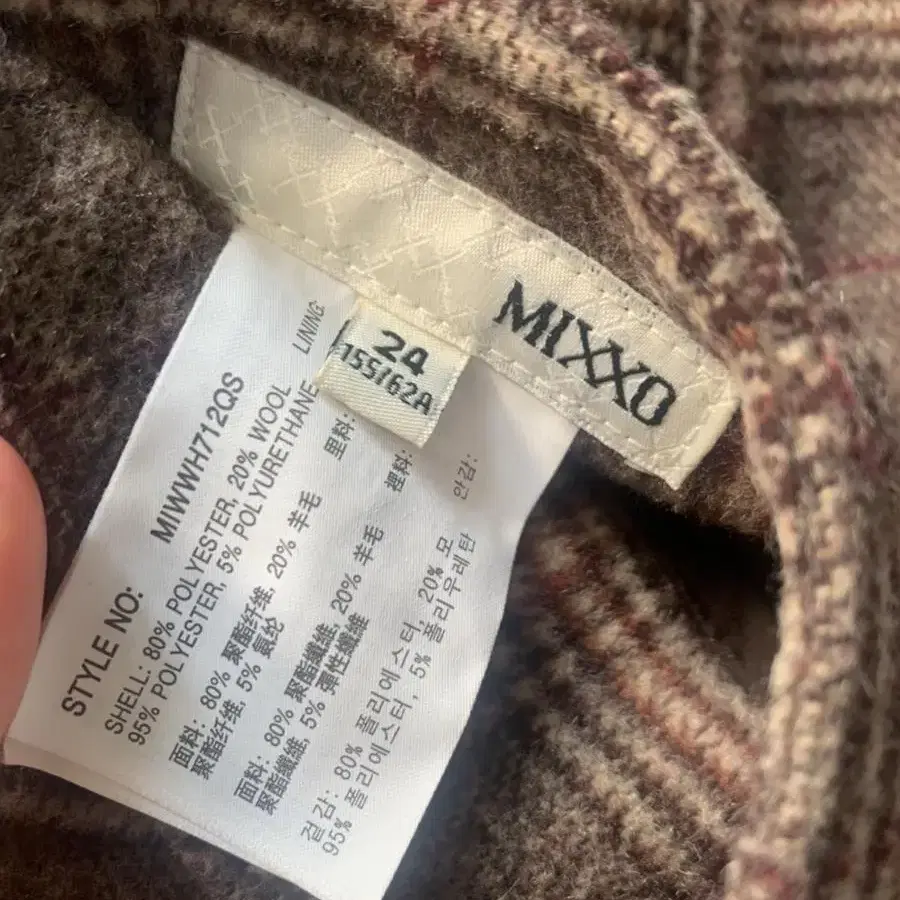 MIXXO
24
155/62A
STYLE NO:
MIWWH712QS
SHELL: 80% POLYESTER, 20% WOOL LINING:
95% POLYESTER, 5% POLYURETHANE
面料: 80% 聚酯纤维, 20% 羊毛 里料:
聚酯纤维, 5% 氨纶
面料: 80% 聚酯纖維, 20% 羊毛 裡料:
聚酯纖維, 5% 彈性纖維
겉감: 80% 폴리에스터, 20% 모 안감:
95% 폴리에스터, 5% 폴리우레탄